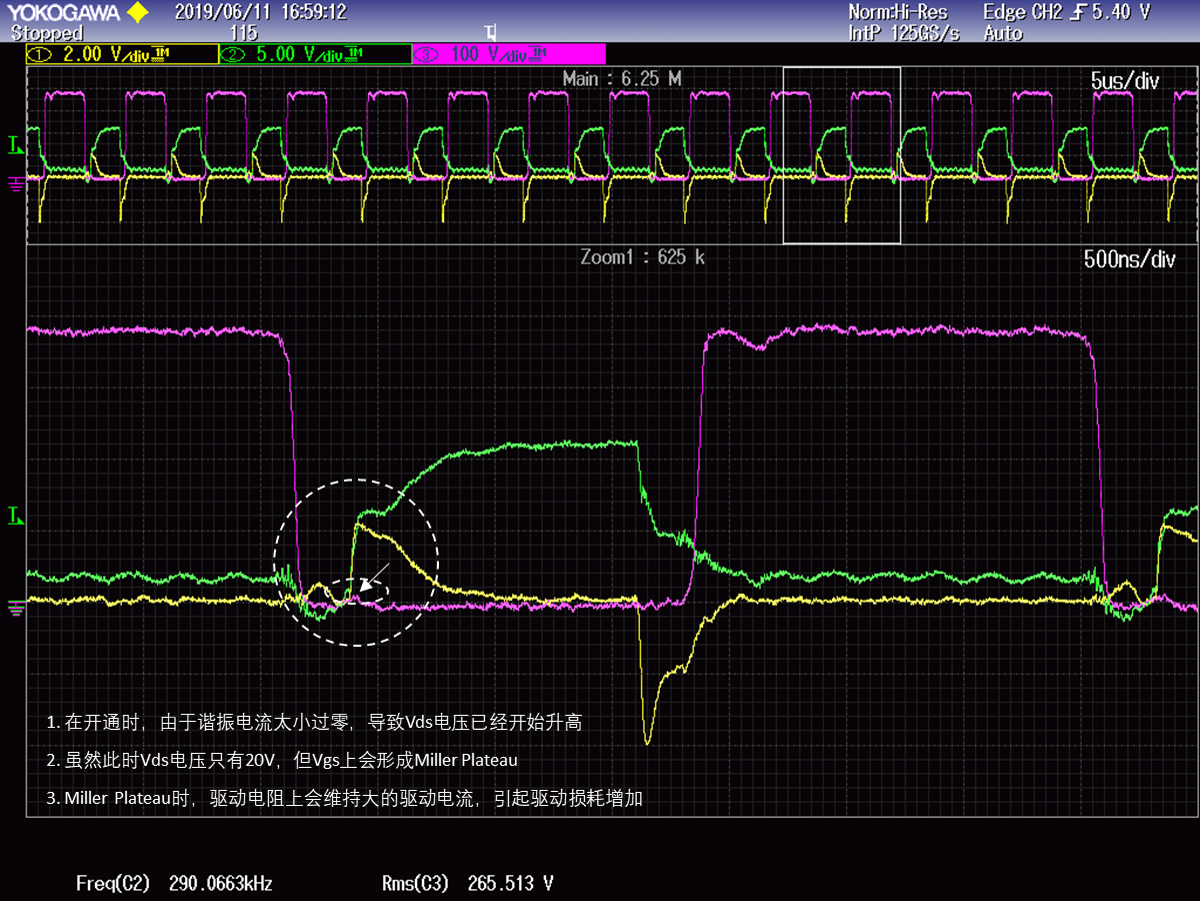 YOKOGAWA 2019/06/11 16:59:12 Norm:Hi-Res Edge CH2 5.40 V
Stopped 115 IntP 125GS/s Auto
1 2.00 V/div 1M 2 5.00 V/div 1M 3 100 V/div 1M
Main : 6.25 M 5us/div
Zoom1 : 625 k 500ns/div
1. 在开通时，由于谐振电流太小过零，导致Vds电压已经开始升高
2. 虽然此时Vds电压只有20V，但Vgs上会形成Miller Plateau
3. Miller Plateau时，驱动电阻上会维持大的驱动电流，引起驱动损耗增加
Freq(C2) 290.0663kHz Rms(C3) 265.513 V